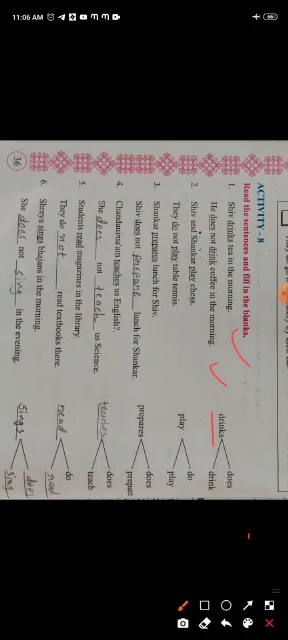 11:06 AM
ACTIVITY - 8
Read the sentences and fill in the blanks.
1. Shiv drinks tea in the morning.
He does not drink coffee in the morning.
drinks does drink
2. Shiv and Shankar play chess.
They do not play table tennis.
play do play
3. Shankar prepares lunch for Shiv.
Shiv does not prepare lunch for Shankar.
prepares does prepare
4. Chandanima'am teaches us English?.
She does not teach us Science.
teaches does teach
5. Students read magazines in the library.
They do not read textbooks there.
read do read
6. Shreya sings bhajans in the morning.
She does not sing in the evening.
sings does sing
36